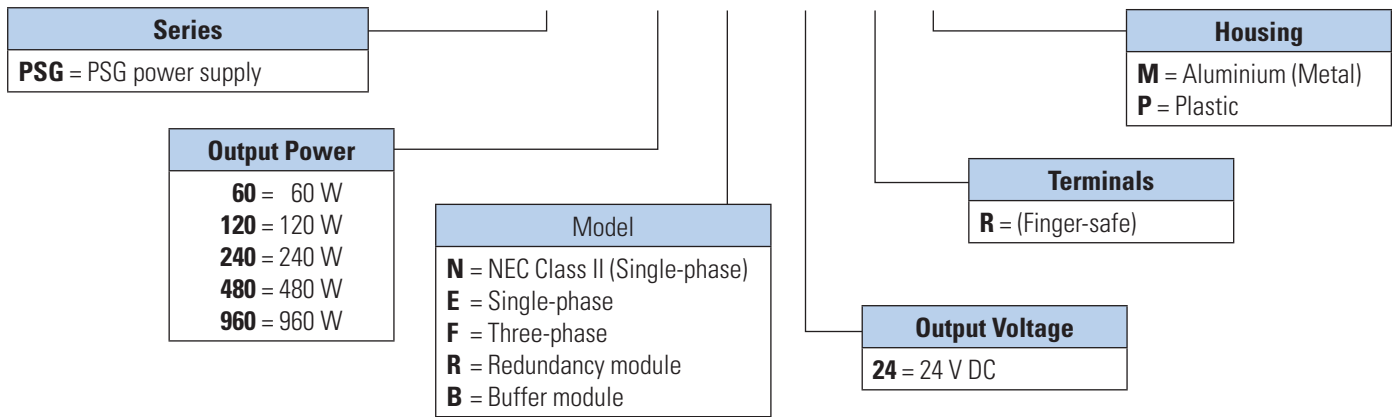 Series
PSG = PSG power supply
Output Power
60 = 60 W
120 = 120 W
240 = 240 W
480 = 480 W
960 = 960 W
Model
N = NEC Class II (Single-phase)
E = Single-phase
F = Three-phase
R = Redundancy module
B = Buffer module
Housing
M = Aluminium (Metal)
P = Plastic
Terminals
R = (Finger-safe)
Output Voltage
24 = 24 V DC